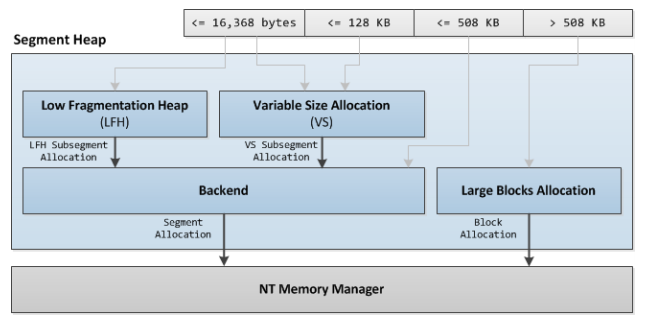 <= 16,368 bytes
<= 128 KB
<= 508 KB
> 508 KB
Segment Heap
Low Fragmentation Heap
(LFH)
Variable Size Allocation
(VS)
LFH Subsegment
Allocation
VS Subsegment
Allocation
Backend
Large Blocks Allocation
Segment
Allocation
Block
Allocation
NT Memory Manager